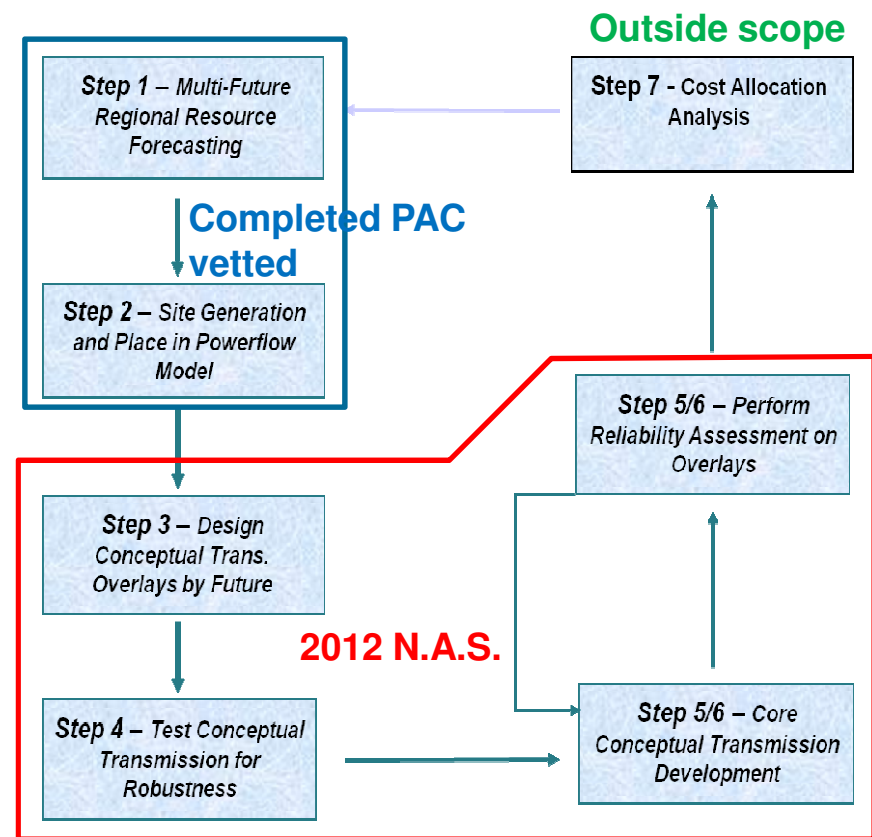 Outside scope
Step 1 – Multi-Future
Regional Resource
Forecasting
Step 7 - Cost Allocation
Analysis
Completed PAC
vetted
Step 2 – Site Generation
and Place in Powerflow
Model
Step 5/6 – Perform
Reliability Assessment on
Overlays
Step 3 – Design
Conceptual Trans.
Overlays by Future
2012 N.A.S.
Step 4 – Test Conceptual
Transmission for
Robustness
Step 5/6 – Core
Conceptual Transmission
Development